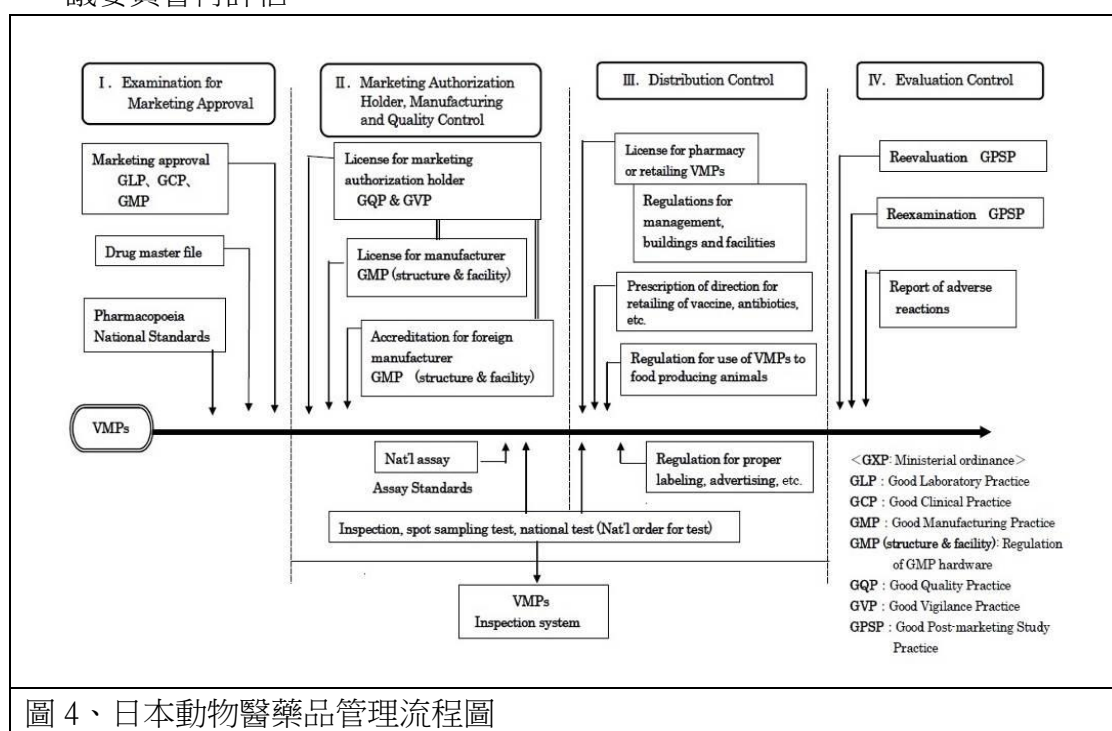 I. Examination for
Marketing Approval
II. Marketing Authorization
Holder, Manufacturing
and Quality Control
III. Distribution Control
IV. Evaluation Control
Marketing approval
GLP、GCP、
GMP
Drug master file
Pharmacopoeia
National Standards
License for marketing
authorization holder
GQP & GVP
License for manufacturer
GMP (structure & facility)
Accreditation for foreign
manufacturer
GMP (structure & facility)
License for pharmacy
or retailing VMPs
Regulations for
management,
buildings and facilities
Prescription of direction for
retailing of vaccine, antibiotics,
etc.
Regulation for use of VMPs to
food producing animals
Reevaluation GPSP
Reexamination GPSP
Report of adverse
reactions
VMPs
Nat'l assay
Assay Standards
Regulation for proper
labeling, advertising, etc.
Inspection, spot sampling test, national test (Nat'l order for test)
VMPs
Inspection system
<GXP: Ministerial ordinance>
GLP : Good Laboratory Practice
GCP : Good Clinical Practice
GMP : Good Manufacturing Practice
GMP (structure & facility): Regulation
of GMP hardware
GQP : Good Quality Practice
GVP : Good Vigilance Practice
GPSP : Good Post-marketing Study
Practice
圖 4、日本動物醫藥品管理流程圖